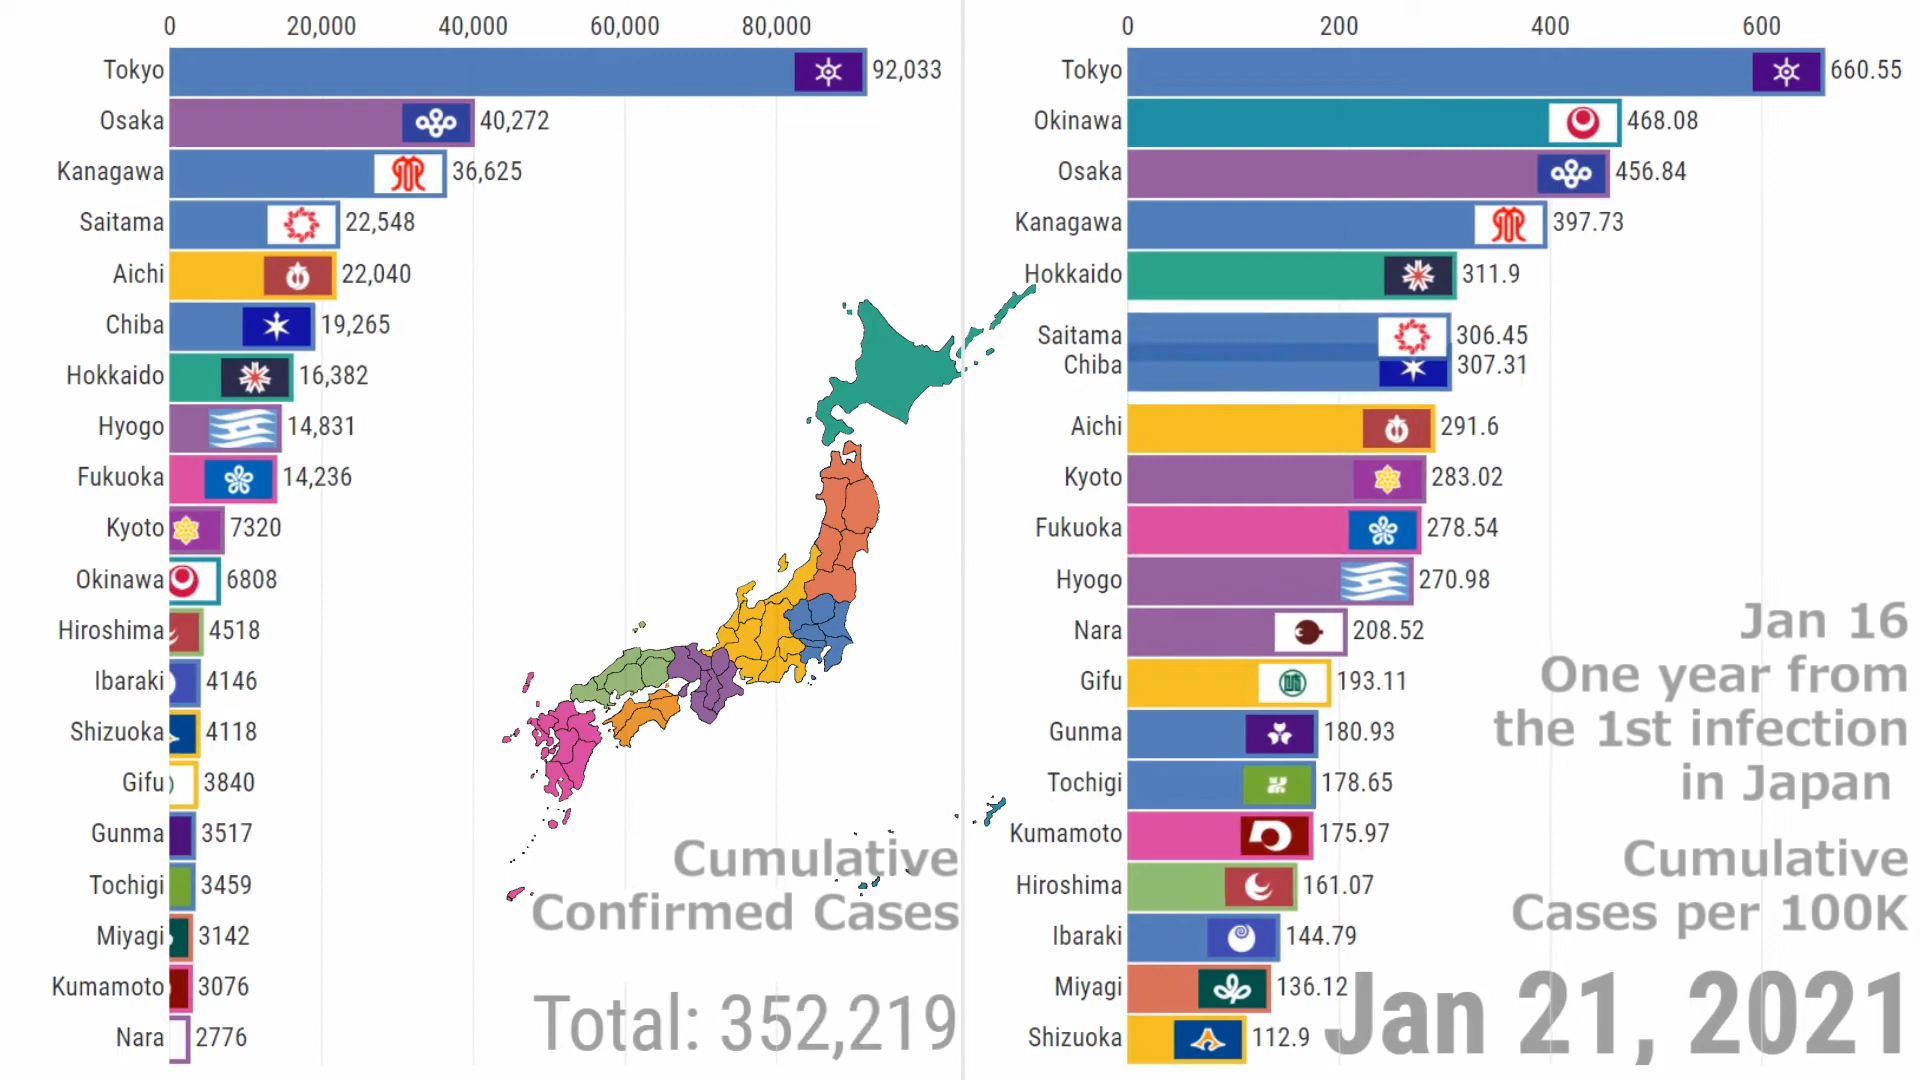 0 20,000 40,000 60,000 80,000
Tokyo 92,033
Osaka 40,272
Kanagawa 36,625
Saitama 22,548
Aichi 22,040
Chiba 19,265
Hokkaido 16,382
Hyogo 14,831
Fukuoka 14,236
Kyoto 7320
Okinawa 6808
Hiroshima 4518
Ibaraki 4146
Shizuoka 4118
Gifu 3840
Gunma 3517
Tochigi 3459
Miyagi 3142
Kumamoto 3076
Nara 2776
Cumulative
Confirmed Cases
Total: 352,219
0 200 400 600
Tokyo 660.55
Okinawa 468.08
Osaka 456.84
Kanagawa 397.73
Hokkaido 311.9
Saitama 306.45
Chiba 307.31
Aichi 291.6
Kyoto 283.02
Fukuoka 278.54
Hyogo 270.98
Nara 208.52
Gifu 193.11
Gunma 180.93
Tochigi 178.65
Kumamoto 175.97
Hiroshima 161.07
Ibaraki 144.79
Miyagi 136.12
Shizuoka 112.9
Jan 16
One year from
the 1st infection
in Japan
Cumulative
Cases per 100K
Jan 21, 2021